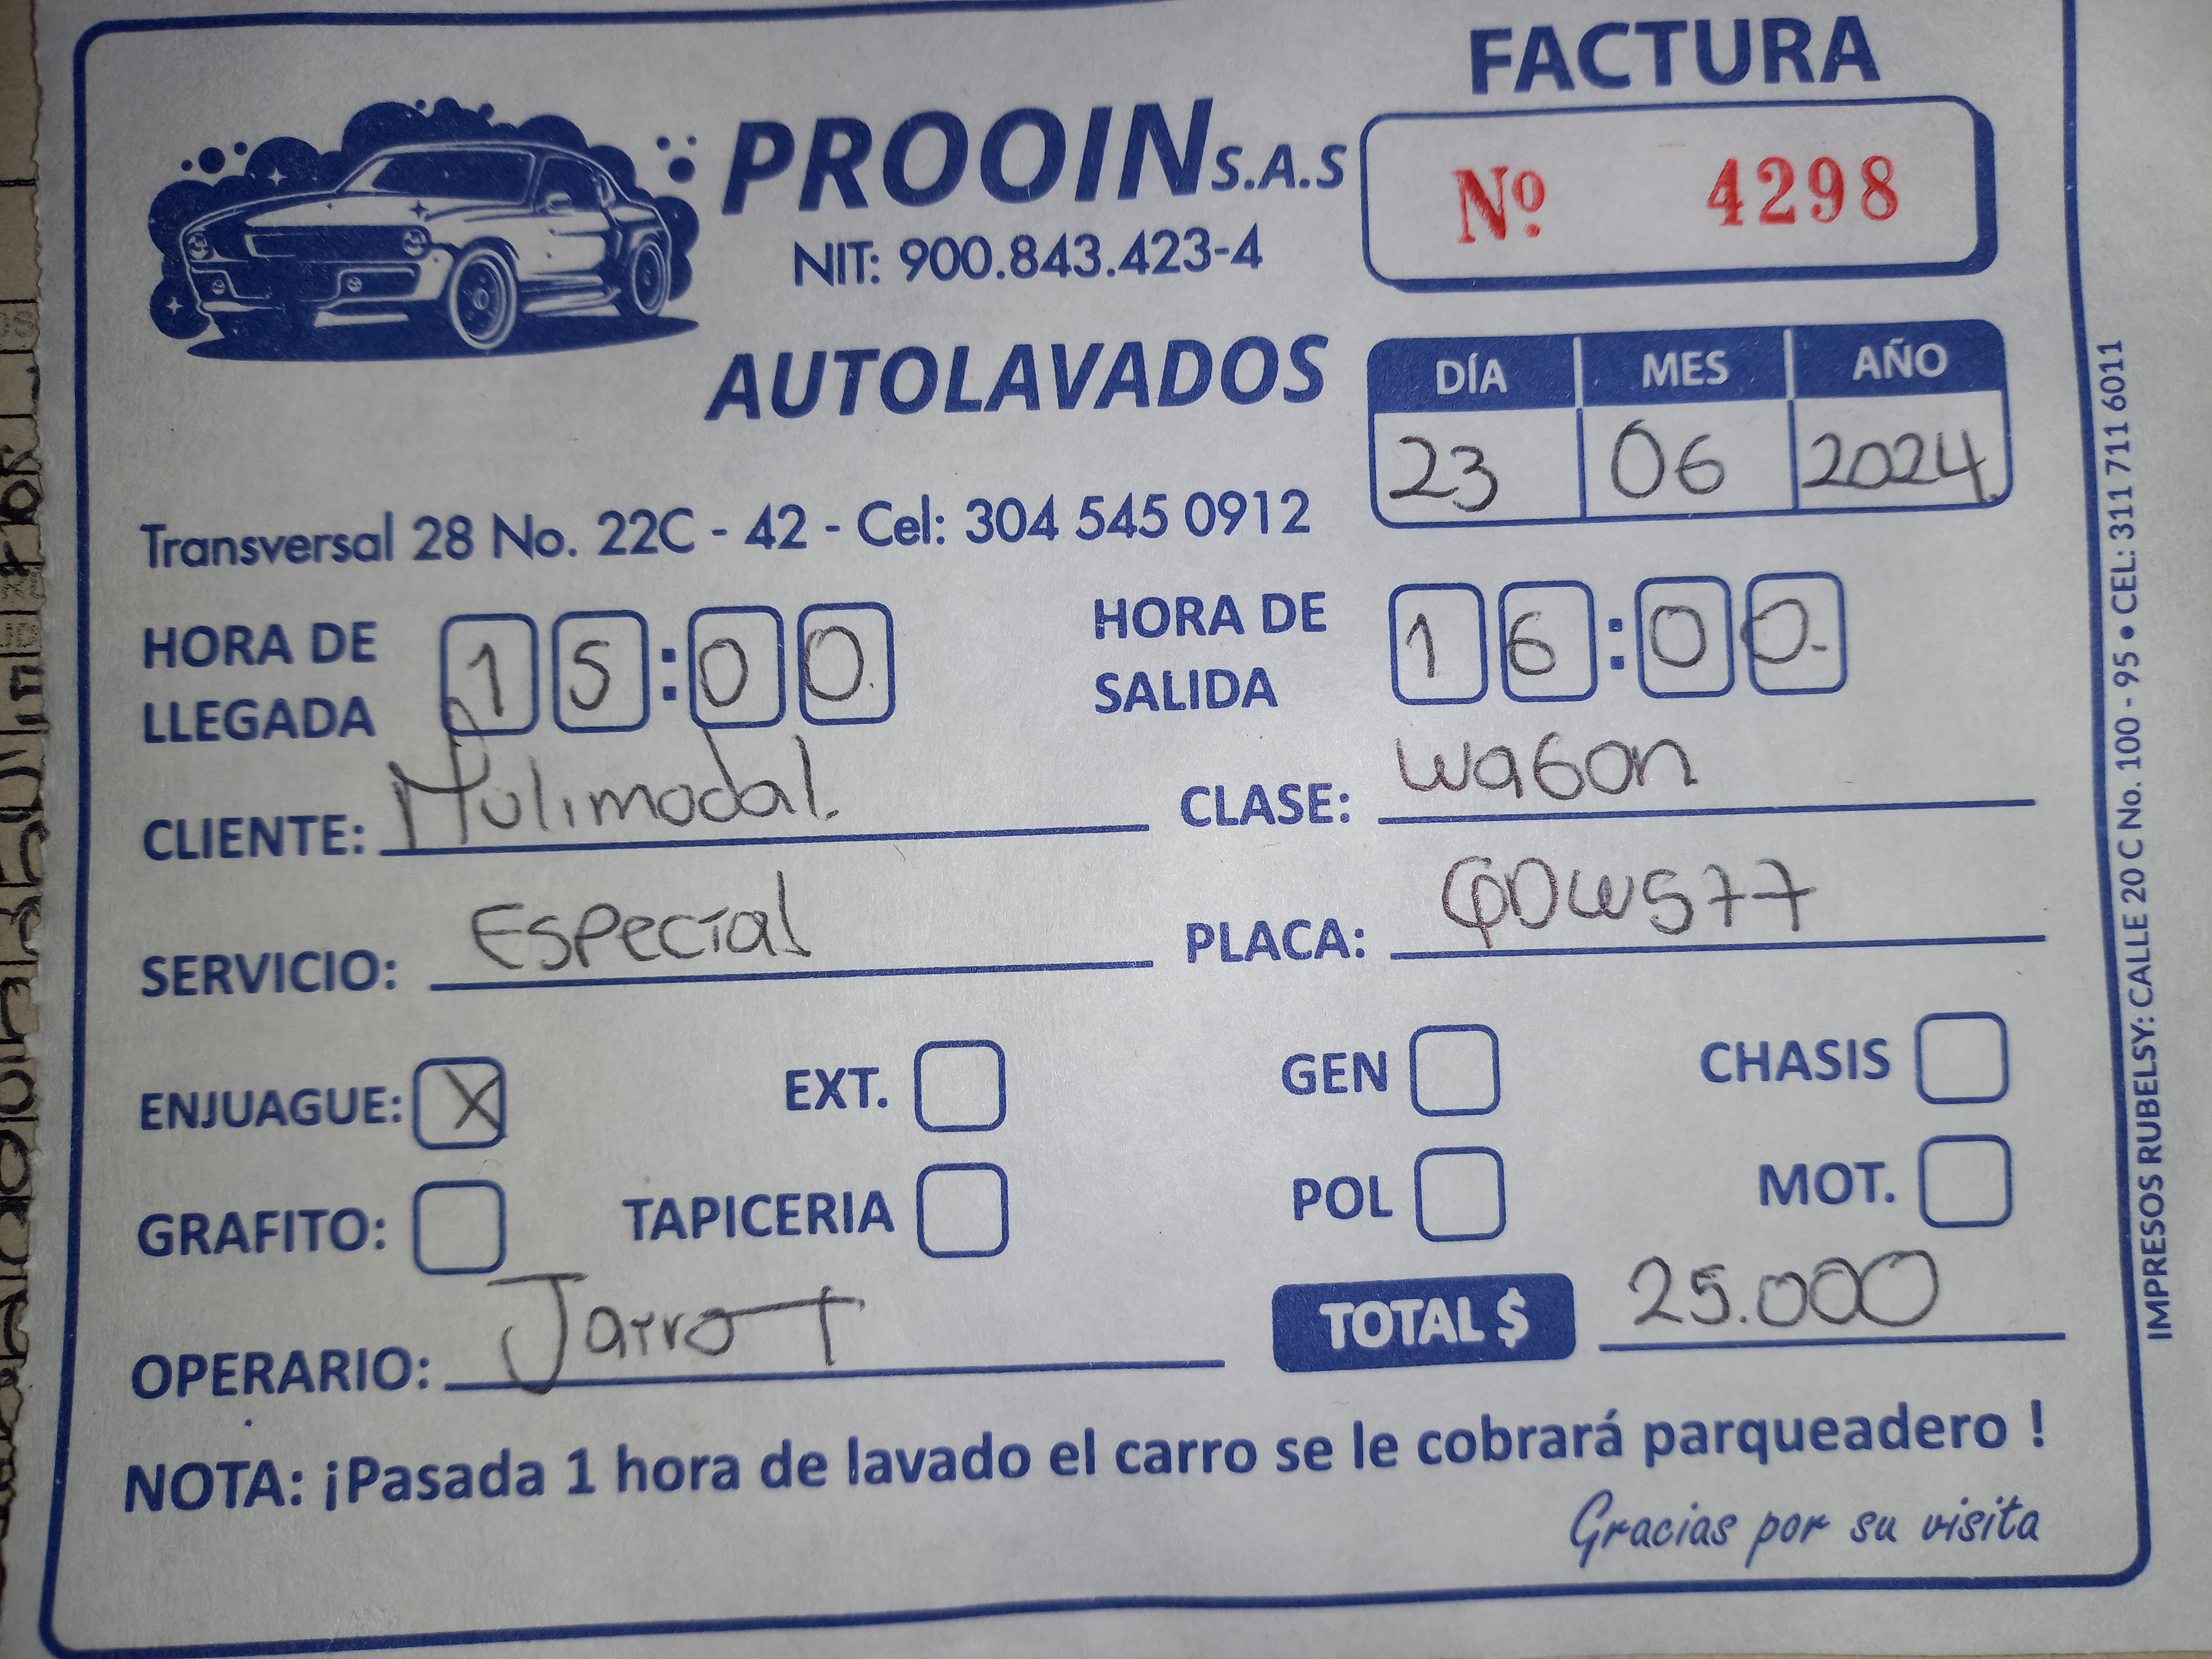 FACTURA
PROOIN S.A.S
Nº 4298
NIT: 900.843.423-4
AUTOLAVADOS
DÍA MES AÑO
23 06 2024
Transversal 28 No. 22C - 42 - Cel: 304 545 0912
HORA DE LLEGADA 15:00
HORA DE SALIDA 16:00
CLIENTE: Mulimodal.
CLASE: wagon
SERVICIO: Especial
PLACA: QDW577
ENJUAGUE: X EXT. GEN CHASIS
GRAFITO: TAPICERIA POL MOT.
OPERARIO:
TOTAL $ 25.000
NOTA: ¡Pasada 1 hora de lavado el carro se le cobrará parqueadero !
Gracias por su visita
IMPRESOS RUBELSY: CALLE 20 C No. 100 - 95 • CEL: 311 711 6011